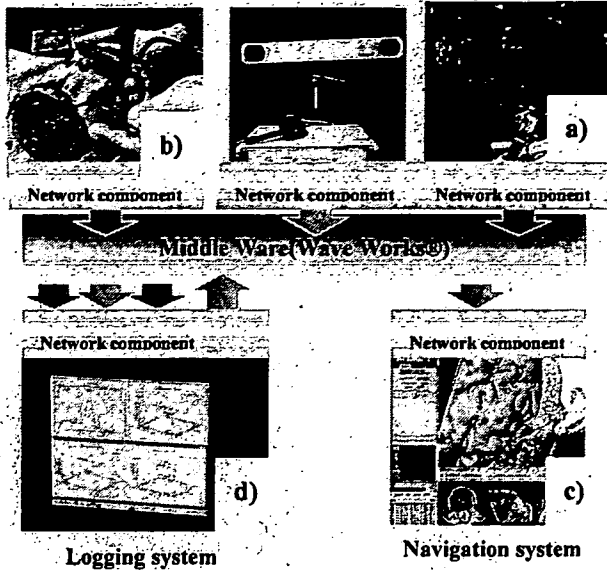 b)
a)
Network component
Network component
Network component
Middle Ware(Wave Works®)
Network component
Network component
d)
c)
Logging system
Navigation system